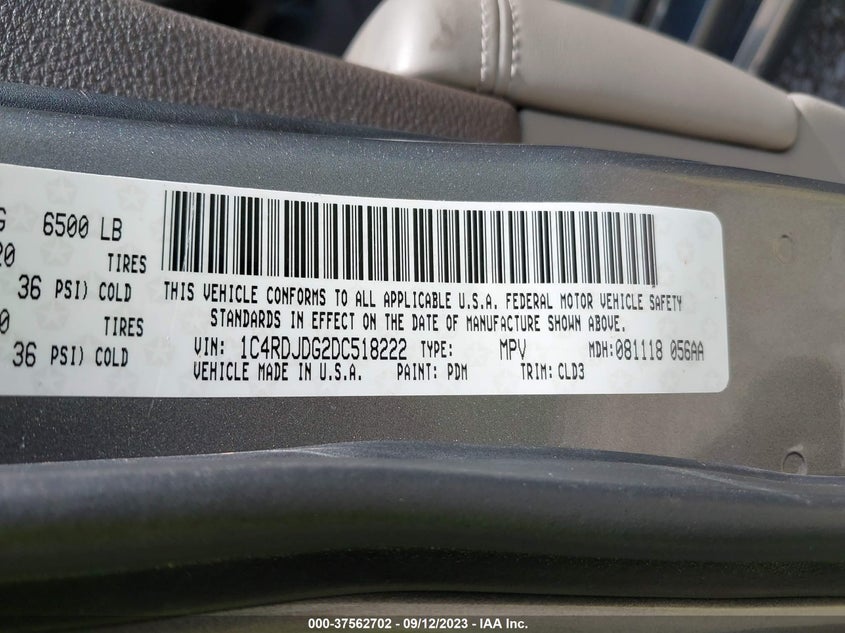 G 6500 LB
20 TIRES
36 PSI) COLD
0 TIRES
36 PSI) COLD
THIS VEHICLE CONFORMS TO ALL APPLICABLE U.S.A. FEDERAL MOTOR VEHICLE SAFETY
STANDARDS IN EFFECT ON THE DATE OF MANUFACTURE SHOWN ABOVE.
VIN: 1C4RDJDG2DC518222 TYPE: MPV MDH:081118 056AA
VEHICLE MADE IN U.S.A. PAINT: PDM TRIM: CLD3
000-37562702 - 09/12/2023 - IAA Inc.